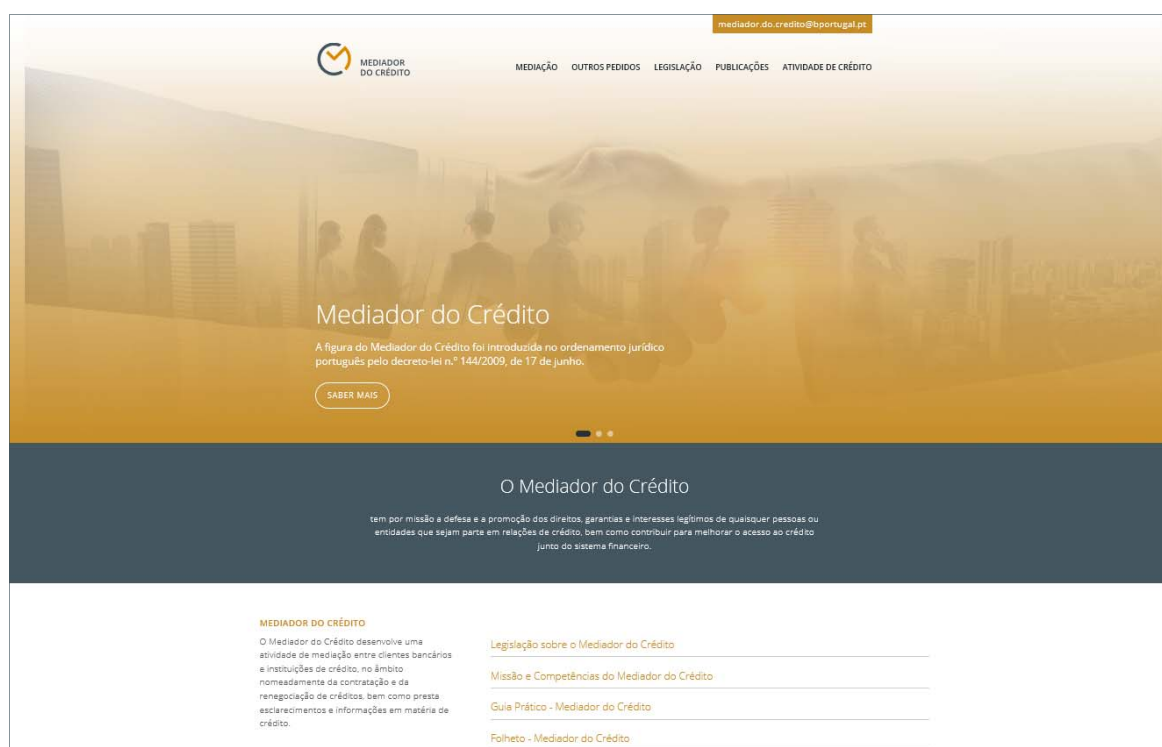 mediador.do.credito@bportugal.pt
MEDIADOR
DO CRÉDITO
MEDIAÇÃO OUTROS PEDIDOS LEGISLAÇÃO PUBLICAÇÕES ATIVIDADE DE CRÉDITO
Mediador do Crédito
A figura do Mediador do Crédito foi introduzida no ordenamento jurídico
português pelo decreto-lei n.º 144/2009, de 17 de junho.
SABER MAIS
O Mediador do Crédito
tem por missão a defesa e a promoção dos direitos, garantias e interesses legítimos de quaisquer pessoas ou
entidades que sejam parte em relações de crédito, bem como contribuir para melhorar o acesso ao crédito
junto do sistema financeiro.
MEDIADOR DO CRÉDITO
O Mediador do Crédito desenvolve uma
atividade de mediação entre clientes bancários
e instituições de crédito, no âmbito
nomeadamente da contratação e da
renegociação de créditos, bem como presta
esclarecimentos e informações em matéria de
crédito.
Legislação sobre o Mediador do Crédito
Missão e Competências do Mediador do Crédito
Guia Prático - Mediador do Crédito
Folheto - Mediador do Crédito